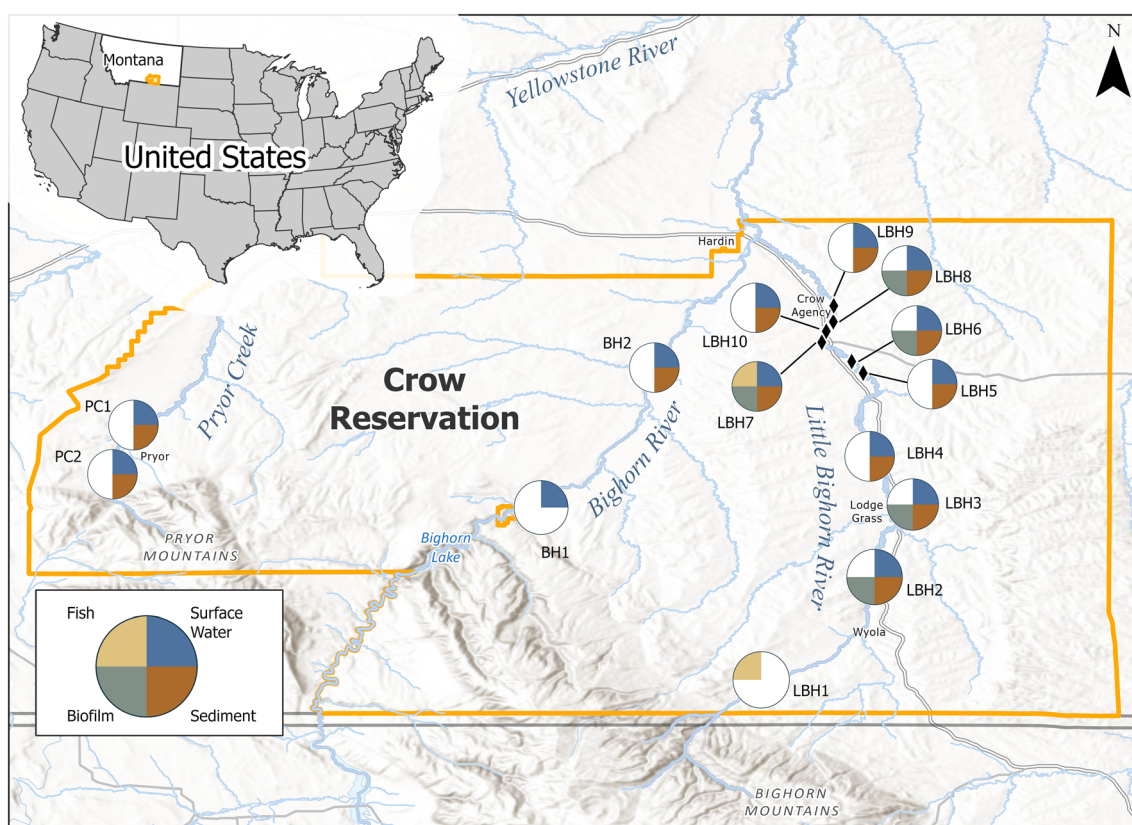 Montana
United States
N
Yellowstone River
Hardin
LBH9
LBH8
Crow
Agency
LBH10
LBH6
BH2
LBH7
LBH5
Pryor Creek
Crow
Reservation
PC1
Pryor
PC2
Little Bighorn River
Bighorn River
LBH4
LBH3
Lodge
Grass
PRYOR
MOUNTAINS
Bighorn
Lake
BH1
LBH2
Wyola
Fish
Surface
Water
Biofilm
Sediment
LBH1
BIGHORN
MOUNTAINS